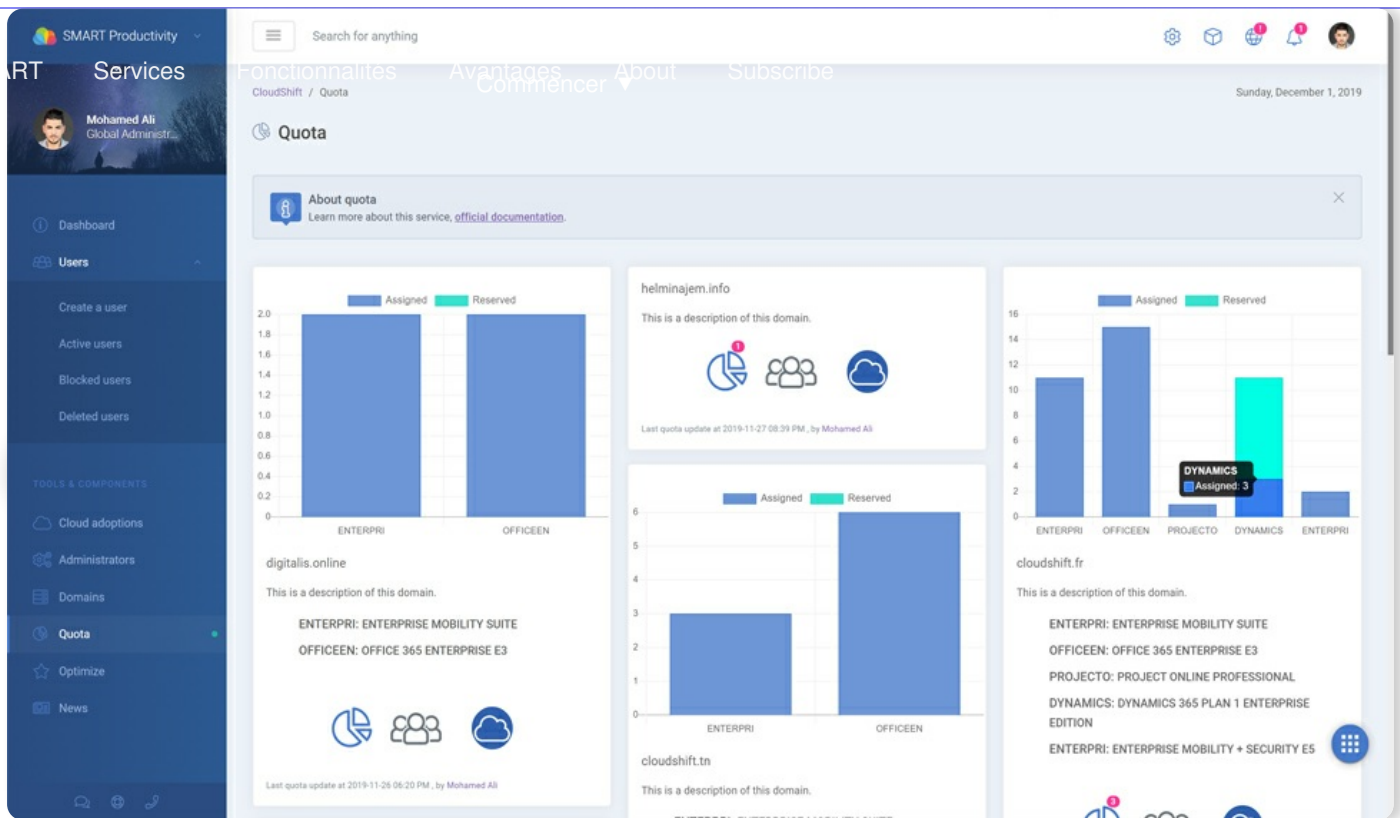 SMART Productivity
Search for anything
ART Services Fonctionnalites Avantages About Subscribe
Commencer ▼
Mohamed Ali
Global Administr...
CloudShift / Quota
Sunday, December 1, 2019
Quota
About quota
Learn more about this service, official documentation.
Dashboard
Users
Create a user
Active users
Blocked users
Deleted users
TOOLS & COMPONENTS
Cloud adoptions
Administrators
Domains
Quota
Optimize
News
Assigned Reserved
2.0
1.8
1.6
1.4
1.2
1.0
0.8
0.6
0.4
0.2
0
ENTERPRI OFFICEEN
digitalis.online
This is a description of this domain.
ENTERPRI: ENTERPRISE MOBILITY SUITE
OFFICEEN: OFFICE 365 ENTERPRISE E3
Last quota update at 2019-11-26 06:20 PM , by Mohamed Ali
helminajem.info
This is a description of this domain.
1
Last quota update at 2019-11-27 08:39 PM , by Mohamed Ali
Assigned Reserved
6
5
4
3
2
1
0
ENTERPRI OFFICEEN
cloudshift.tn
This is a description of this domain.
ENTERPRI: ENTERPRISE MOBILITY SUITE
Assigned Reserved
16
14
12
10
8
6
4
2
0
DYNAMICS
Assigned: 3
ENTERPRI OFFICEEN PROJECTO DYNAMICS ENTERPRI
cloudshift.fr
This is a description of this domain.
ENTERPRI: ENTERPRISE MOBILITY SUITE
OFFICEEN: OFFICE 365 ENTERPRISE E3
PROJECTO: PROJECT ONLINE PROFESSIONAL
DYNAMICS: DYNAMICS 365 PLAN 1 ENTERPRISE
EDITION
ENTERPRI: ENTERPRISE MOBILITY + SECURITY E5
3